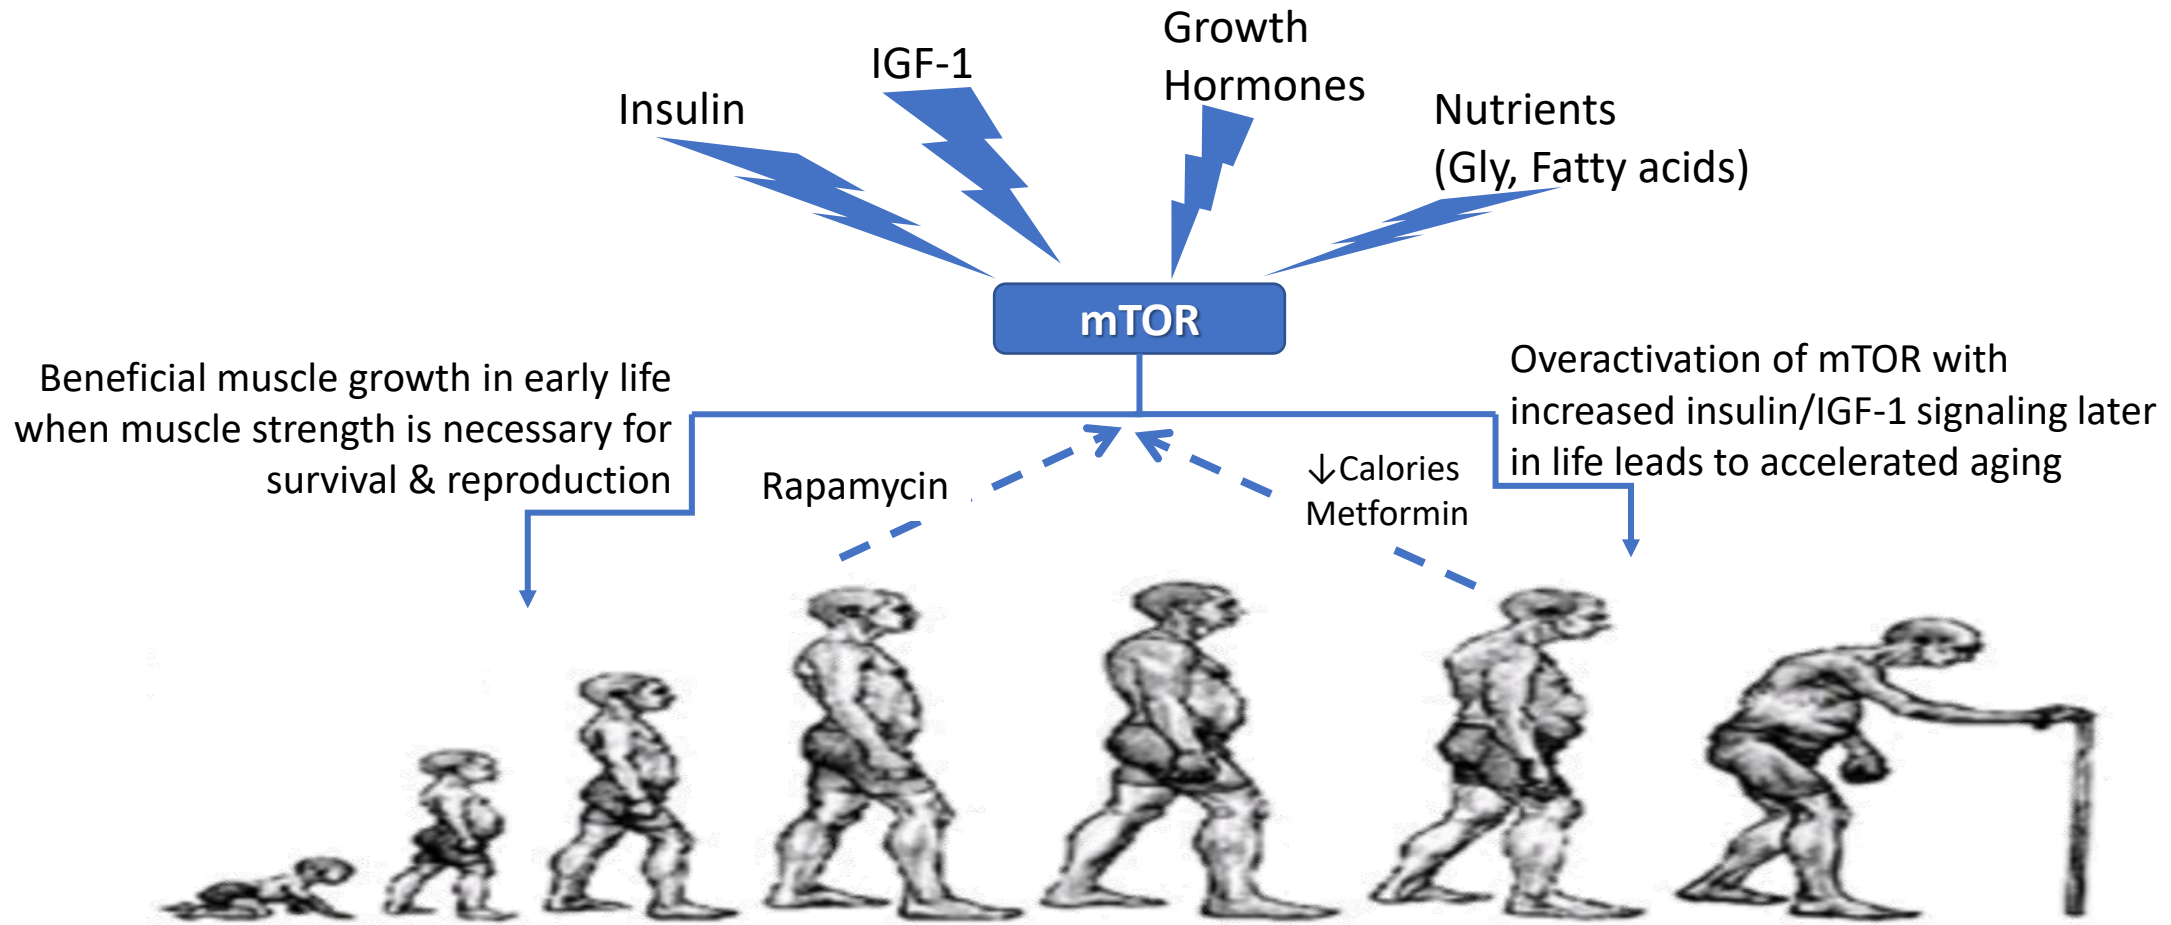 Growth
Hormones
IGF-1
Insulin
Nutrients
(Gly, Fatty acids)
mTOR
Beneficial muscle growth in early life
when muscle strength is necessary for
survival & reproduction
Overactivation of mTOR with
increased insulin/IGF-1 signaling later
in life leads to accelerated aging
Rapamycin
↓Calories
Metformin